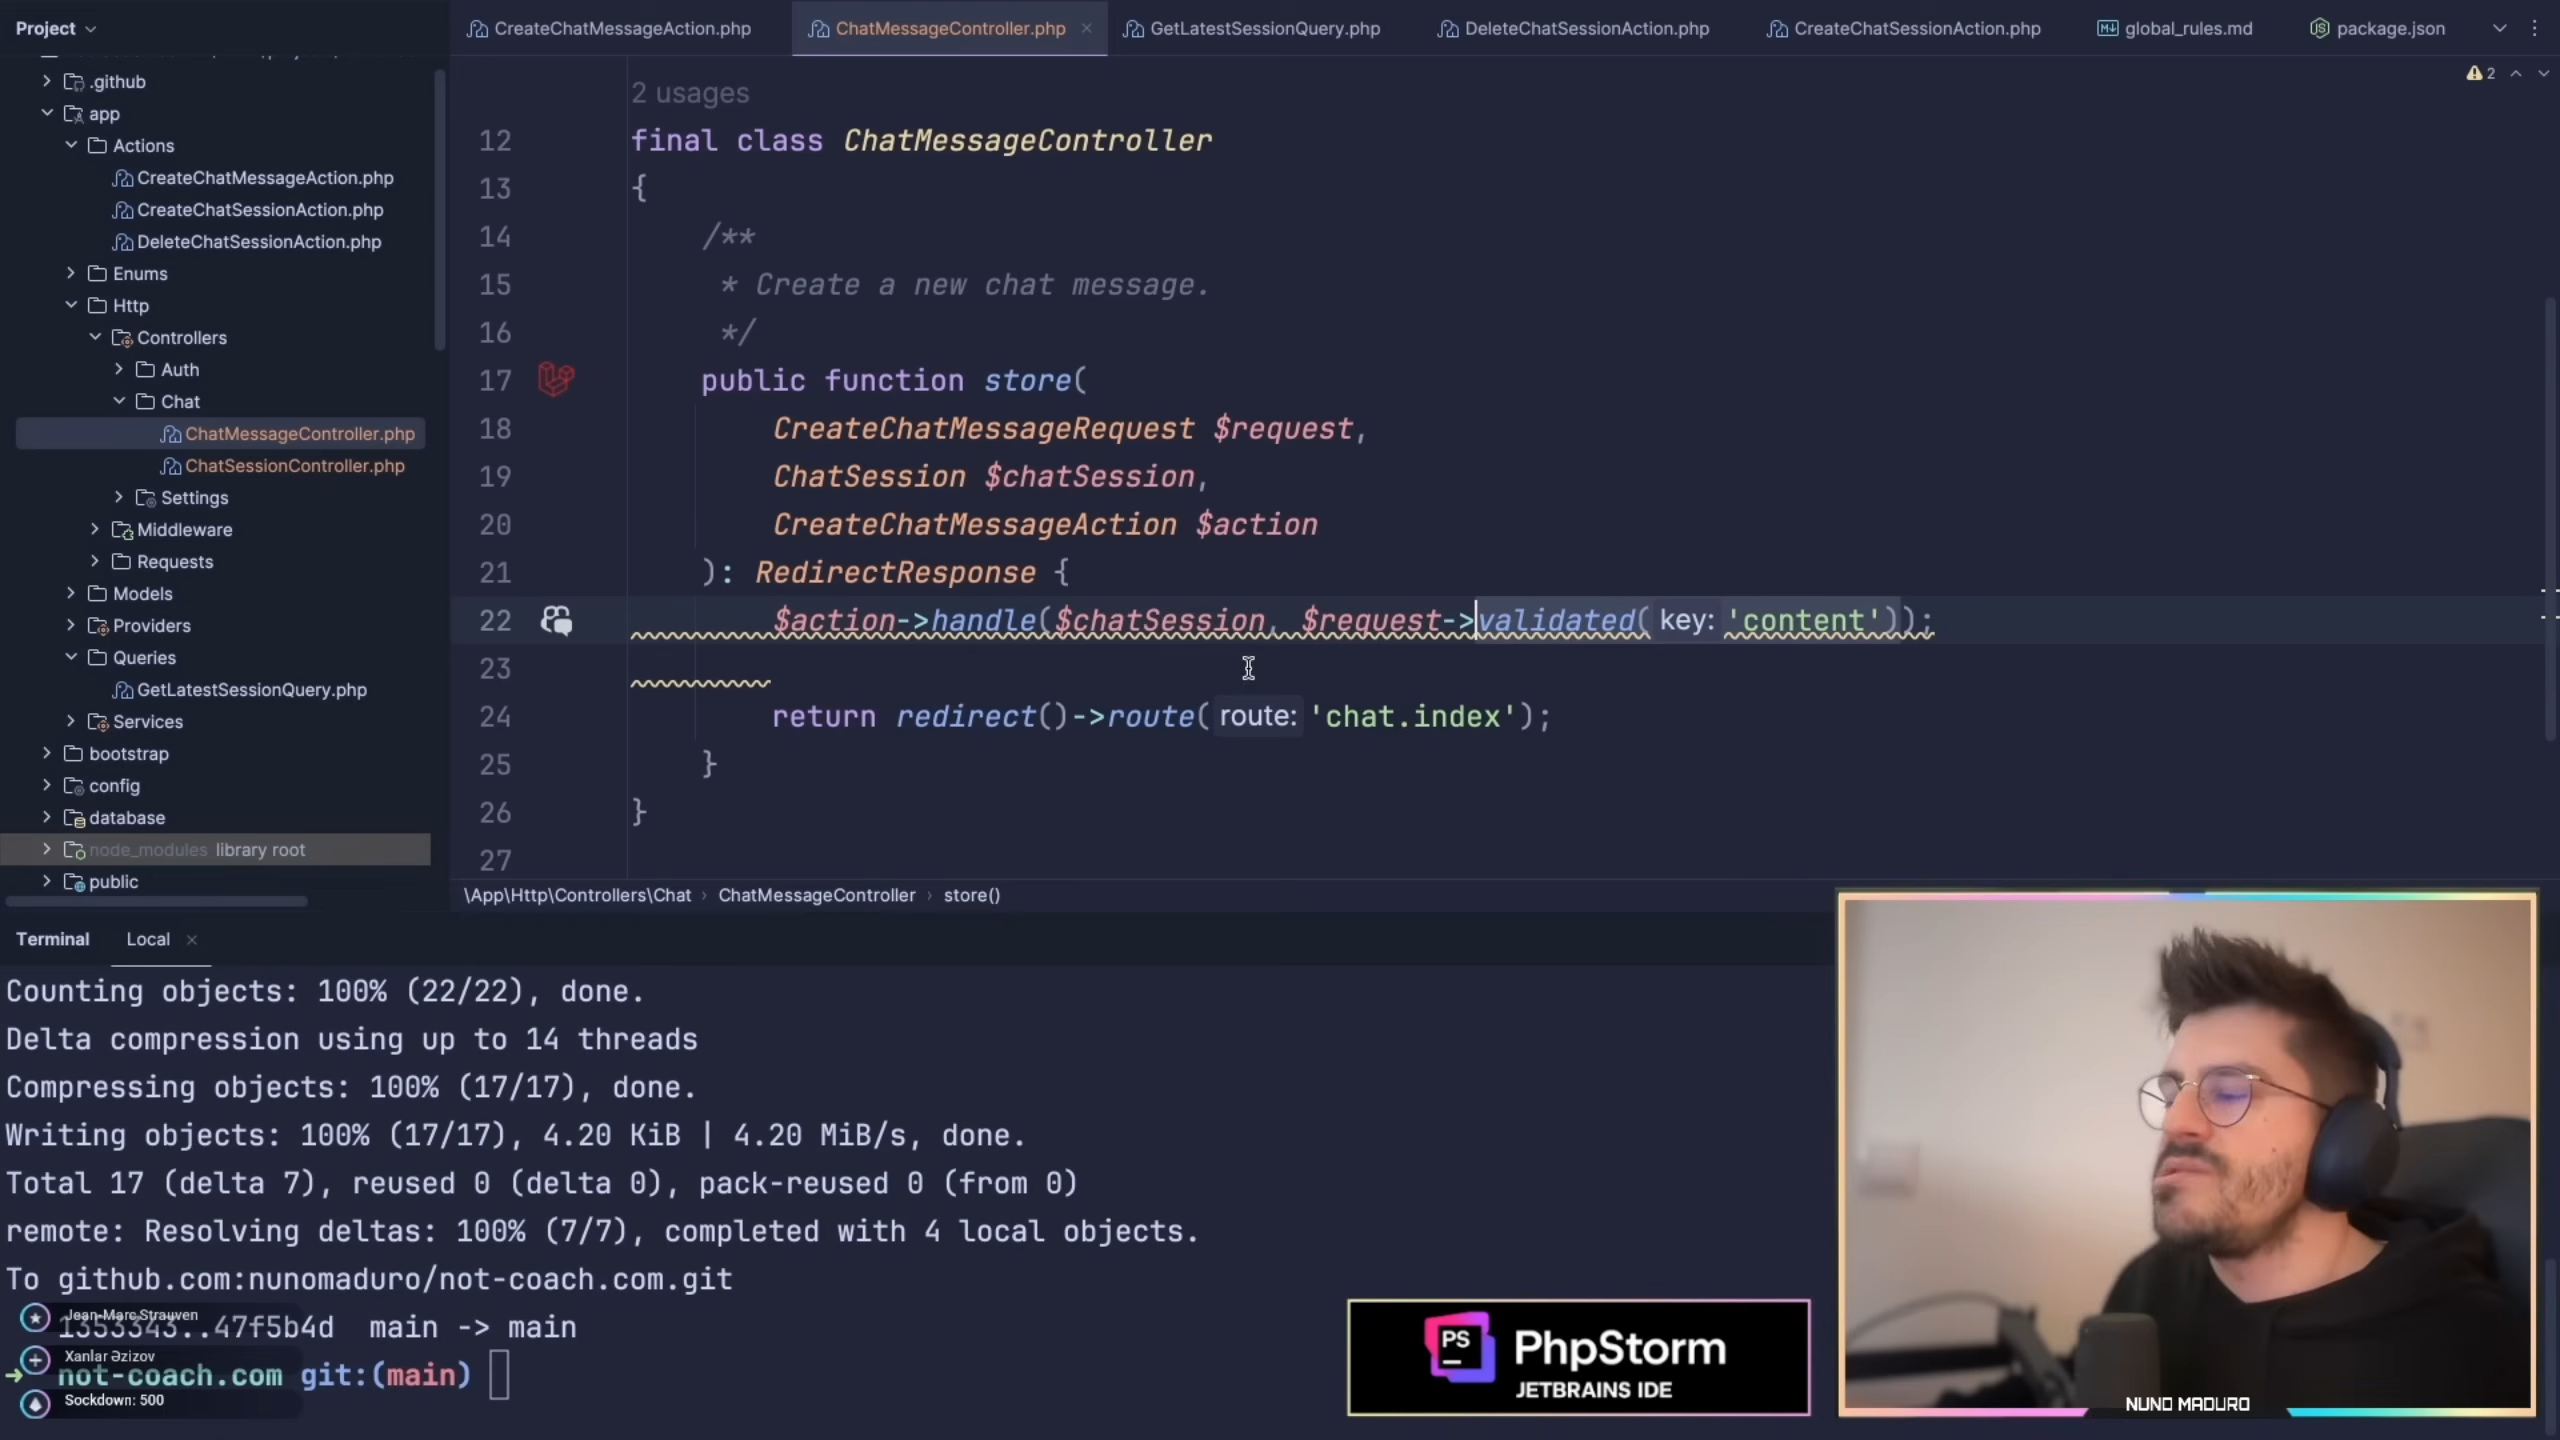 Project
CreateChatMessageAction.php
ChatMessageController.php
GetLatestSessionQuery.php
DeleteChatSessionAction.php
CreateChatSessionAction.php
global_rules.md
package.json
.github
app
Actions
CreateChatMessageAction.php
CreateChatSessionAction.php
DeleteChatSessionAction.php
Enums
Http
Controllers
Auth
Chat
ChatMessageController.php
ChatSessionController.php
Settings
Middleware
Requests
Models
Providers
Queries
GetLatestSessionQuery.php
Services
bootstrap
config
database
node_modules library root
public
2
2 usages
12 final class ChatMessageController
13 {
14 /**
15 * Create a new chat message.
16 */
17 public function store(
18 CreateChatMessageRequest $request,
19 ChatSession $chatSession,
20 CreateChatMessageAction $action
21 ): RedirectResponse {
22 $action->handle($chatSession, $request->validated( key: 'content'));
23
24 return redirect()->route( route: 'chat.index');
25 }
26 }
27
\App\Http\Controllers\Chat › ChatMessageController › store()
Terminal Local
Counting objects: 100% (22/22), done.
Delta compression using up to 14 threads
Compressing objects: 100% (17/17), done.
Writing objects: 100% (17/17), 4.20 KiB | 4.20 MiB/s, done.
Total 17 (delta 7), reused 0 (delta 0), pack-reused 0 (from 0)
remote: Resolving deltas: 100% (7/7), completed with 4 local objects.
To github.com:nunomaduro/not-coach.com.git
Jean-Marc Strauven
1353343..47f5b4d main -> main
Xanlar Əzizov
not-coach.com git:(main)
Sockdown: 500
PS
PhpStorm
JETBRAINS IDE
NUNO MADURO